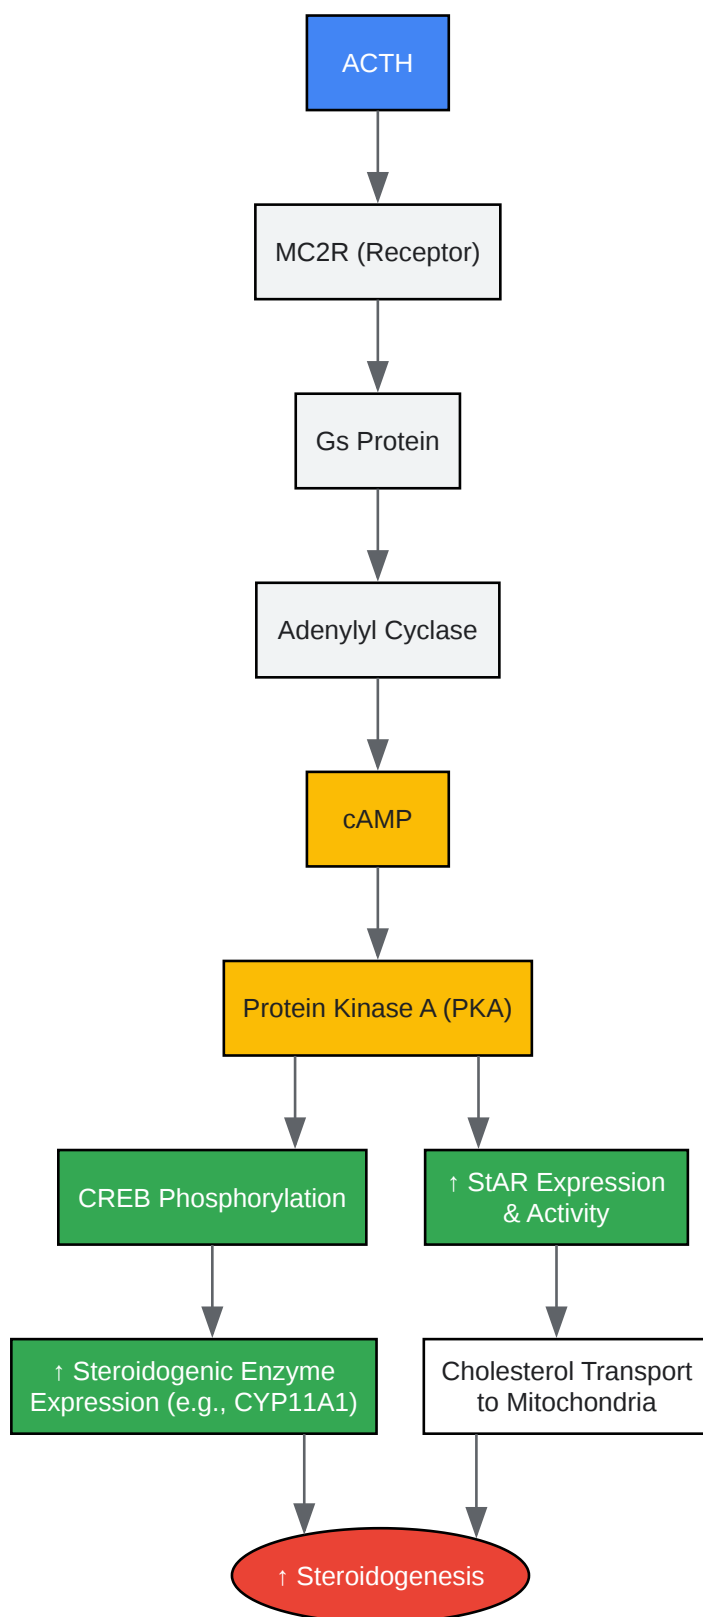 ACTH
MC2R (Receptor)
Gs Protein
Adenylyl Cyclase
cAMP
Protein Kinase A (PKA)
CREB Phosphorylation
↑ StAR Expression
& Activity
↑ Steroidogenic Enzyme
Expression (e.g., CYP11A1)
Cholesterol Transport
to Mitochondria
↑ Steroidogenesis